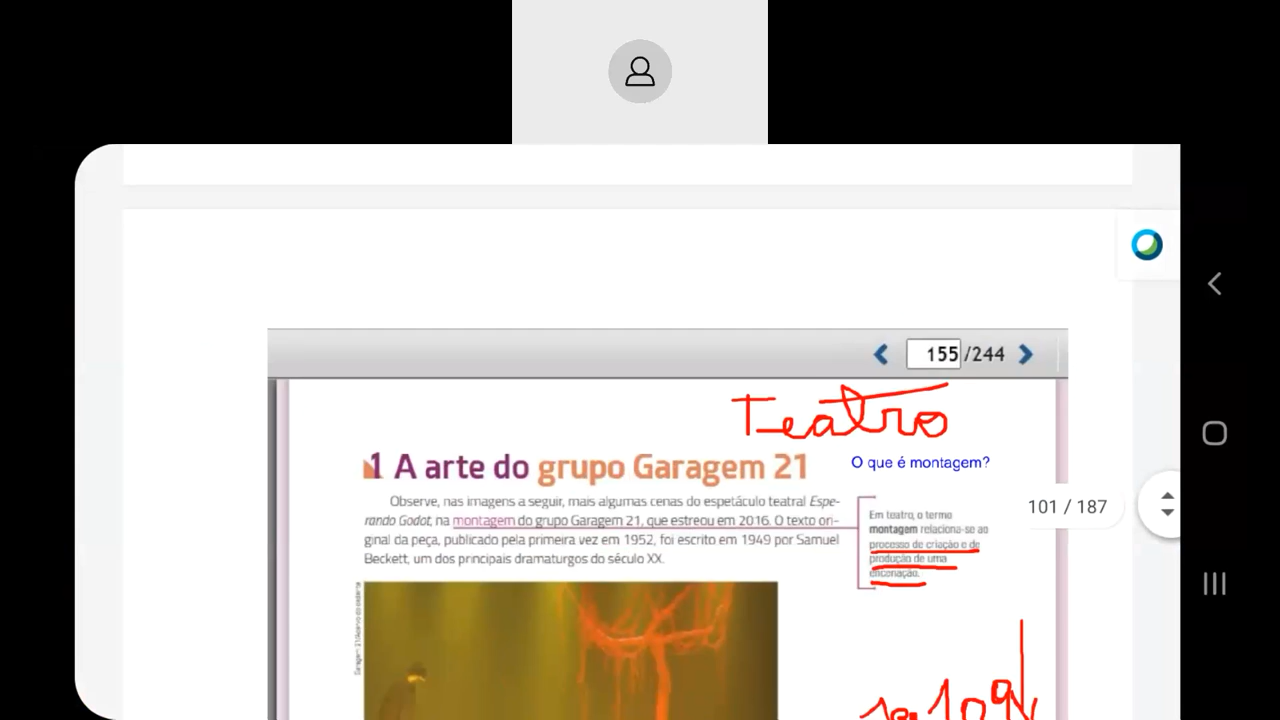 155 /244
Teatro
1 A arte do grupo Garagem 21
O que é montagem?
Observe, nas imagens a seguir, mais algumas cenas do espetáculo teatral Espe-
rando Godot, na montagem do grupo Garagem 21, que estreou em 2016. O texto ori-
ginal da peça, publicado pela primeira vez em 1952, foi escrito em 1949 por Samuel
Beckett, um dos principais dramaturgos do século XX.
Em teatro, o termo
montagem relaciona-se ao
processo de criação e de
produção de uma
encenação.
101 / 187